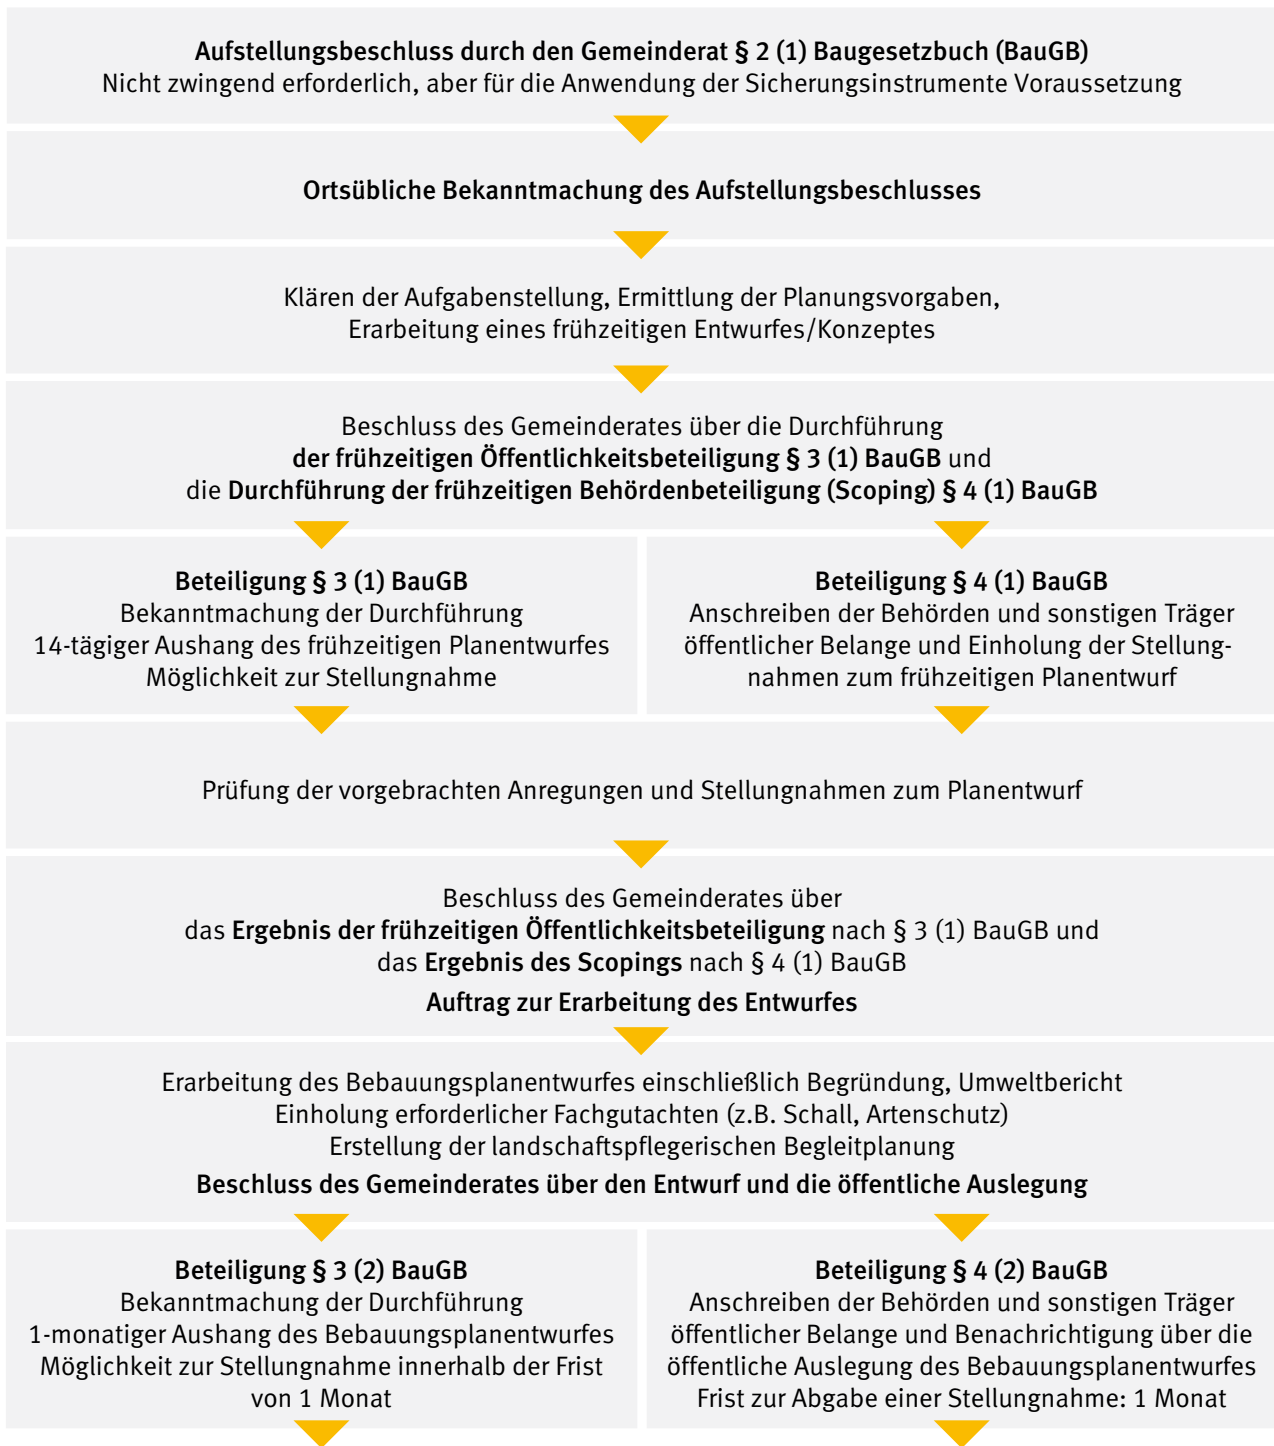 Aufstellungsbeschluss durch den Gemeinderat § 2 (1) Baugesetzbuch (BauGB)
Nicht zwingend erforderlich, aber für die Anwendung der Sicherungsinstrumente Voraussetzung
Ortsübliche Bekanntmachung des Aufstellungsbeschlusses
Klären der Aufgabenstellung, Ermittlung der Planungsvorgaben,
Erarbeitung eines frühzeitigen Entwurfes/Konzeptes
Beschluss des Gemeinderates über die Durchführung
der frühzeitigen Öffentlichkeitsbeteiligung § 3 (1) BauGB und
die Durchführung der frühzeitigen Behördenbeteiligung (Scoping) § 4 (1) BauGB
Beteiligung § 3 (1) BauGB
Bekanntmachung der Durchführung
14-tägiger Aushang des frühzeitigen Planentwurfes
Möglichkeit zur Stellungnahme
Beteiligung § 4 (1) BauGB
Anschreiben der Behörden und sonstigen Träger
öffentlicher Belange und Einholung der Stellung-
nahmen zum frühzeitigen Planentwurf
Prüfung der vorgebrachten Anregungen und Stellungnahmen zum Planentwurf
Beschluss des Gemeinderates über
das Ergebnis der frühzeitigen Öffentlichkeitsbeteiligung nach § 3 (1) BauGB und
das Ergebnis des Scopings nach § 4 (1) BauGB
Auftrag zur Erarbeitung des Entwurfes
Erarbeitung des Bebauungsplanentwurfes einschließlich Begründung, Umweltbericht
Einholung erforderlicher Fachgutachten (z.B. Schall, Artenschutz)
Erstellung der landschaftspflegerischen Begleitplanung
Beschluss des Gemeinderates über den Entwurf und die öffentliche Auslegung
Beteiligung § 3 (2) BauGB
Bekanntmachung der Durchführung
1-monatiger Aushang des Bebauungsplanentwurfes
Möglichkeit zur Stellungnahme innerhalb der Frist
von 1 Monat
Beteiligung § 4 (2) BauGB
Anschreiben der Behörden und sonstigen Träger
öffentlicher Belange und Benachrichtigung über die
öffentliche Auslegung des Bebauungsplanentwurfes
Frist zur Abgabe einer Stellungnahme: 1 Monat